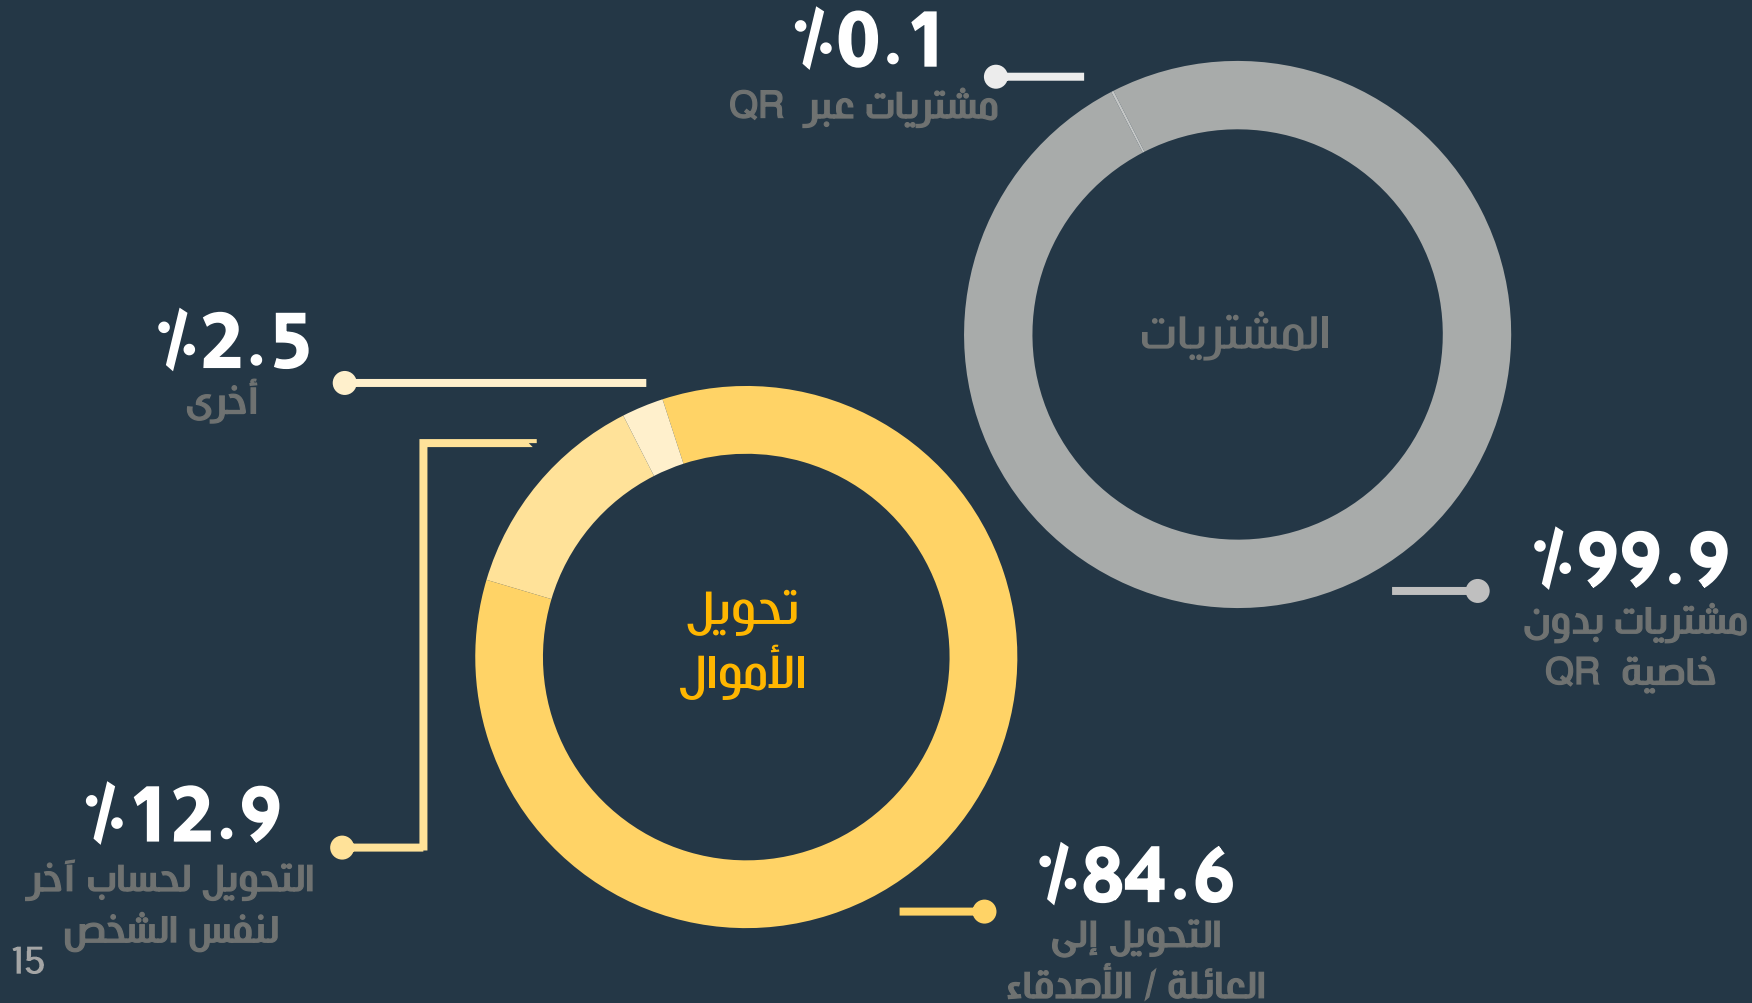 ٪0.1
مشتريات عبر QR
المشتريات
٪99.9
مشتريات بدون
خاصية QR
٪2.5
أخرى
تحويل
الأموال
٪12.9
التحويل لحساب آخر
لنفس الشخص
٪84.6
التحويل إلى
العائلة / الأصدقاء
15